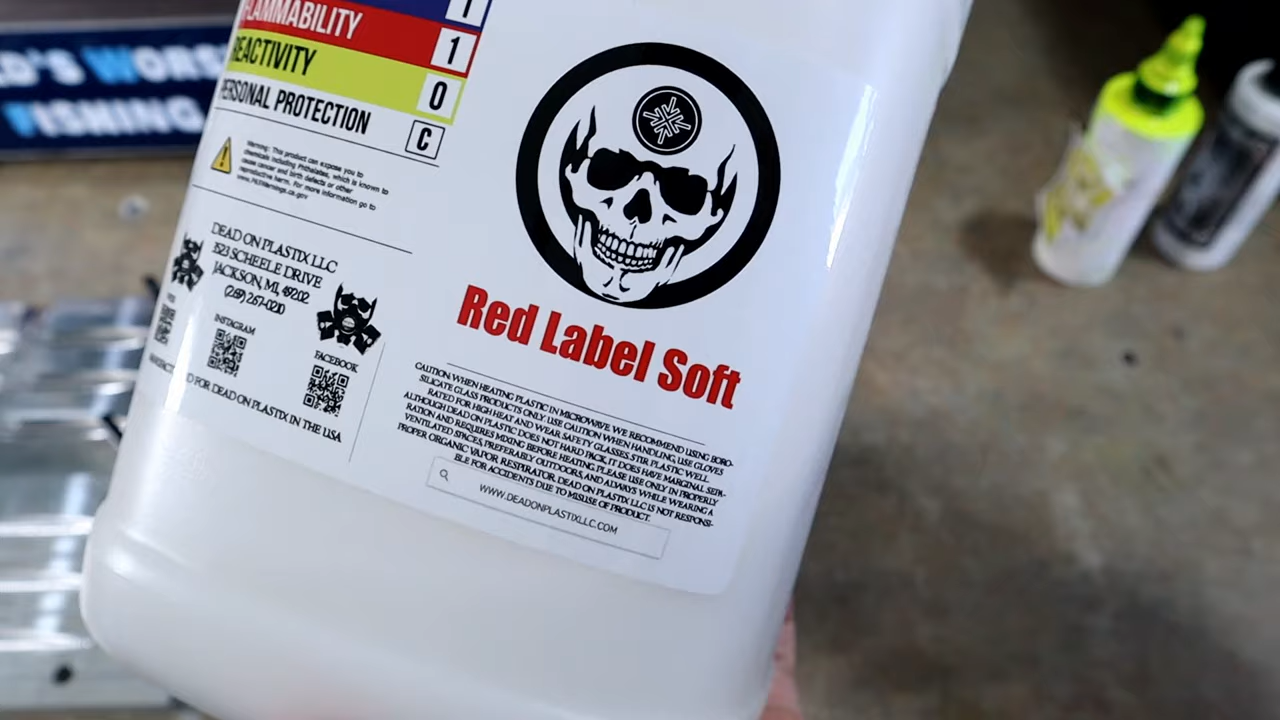 LD'S WORS
FISHING
1
FLAMMABILITY
1
REACTIVITY
0
PERSONAL PROTECTION
C
Warning: This product can expose you to
chemicals including Phthalates, which is known to
cause cancer and birth defects or other
reproductive harm. For more information go to
www.P65Warnings.ca.gov
DEAD ON PLASTIX LLC
3523 SCHEELE DRIVE
JACKSON, MI, 49202
(269) 267-0210
INSTAGRAM
FACEBOOK
D FOR DEAD ON PLASTIX IN THE USA
Red Label Soft
CAUTION: WHEN HEATING PLASTIC IN MICROWAVE. WE RECOMMEND USING BORO-
SILICATE GLASS PRODUCTS ONLY. USE CAUTION WHEN HANDLING, USE GLOVES
RATED FOR HIGH HEAT AND WEAR SAFETY GLASSES. STIR PLASTIC WELL.
ALTHOUGH DEAD ON PLASTIC DOES NOT HARD PACK, IT DOES HAVE MARGINAL SEPA-
RATION AND REQUIRES MIXING BEFORE HEATING. PLEASE USE ONLY IN PROPERLY
VENTILATED SPACES, PREFERABLY OUTDOORS, AND ALWAYS WHILE WEARING A
PROPER ORGANIC VAPOR RESPIRATOR. DEAD ON PLASTIX LLC IS NOT RESPONSI-
BLE FOR ACCIDENTS DUE TO MISUSE OF PRODUCT.
WWW.DEADONPLASTIXLLC.COM